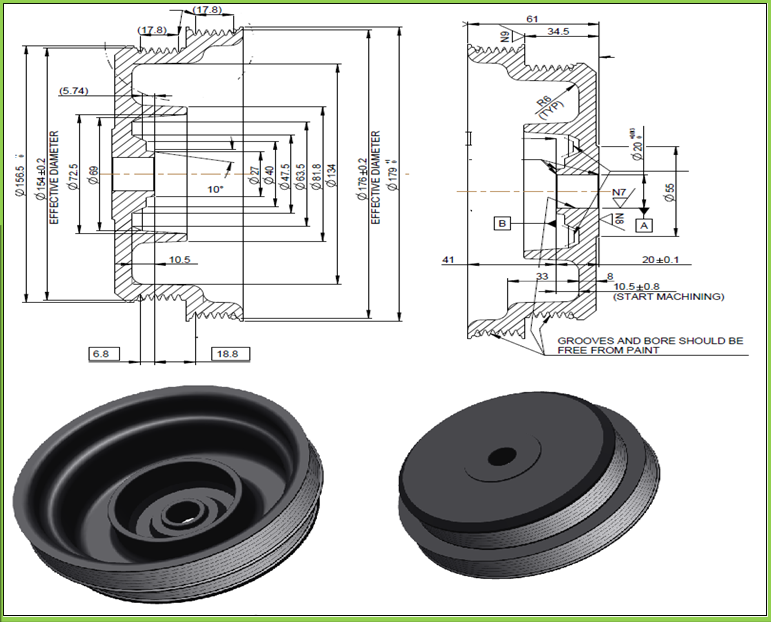 (17.8)
(17.8)
(5.74)
Ø156.5
Ø154±0.2
EFFECTIVE DIAMETER
Ø72.5
Ø69
10°
Ø27
Ø40
Ø47.5
Ø63.5
Ø81.8
Ø134
Ø176±0.2
EFFECTIVE DIAMETER
Ø179
10.5
6.8
18.8
61
34.5
N9
R6
(TYP)
Ø20
Ø55
N7
N8
A
B
41
20±0.1
33
8
10.5±0.8
(START MACHINING)
GROOVES AND BORE SHOULD BE
FREE FROM PAINT